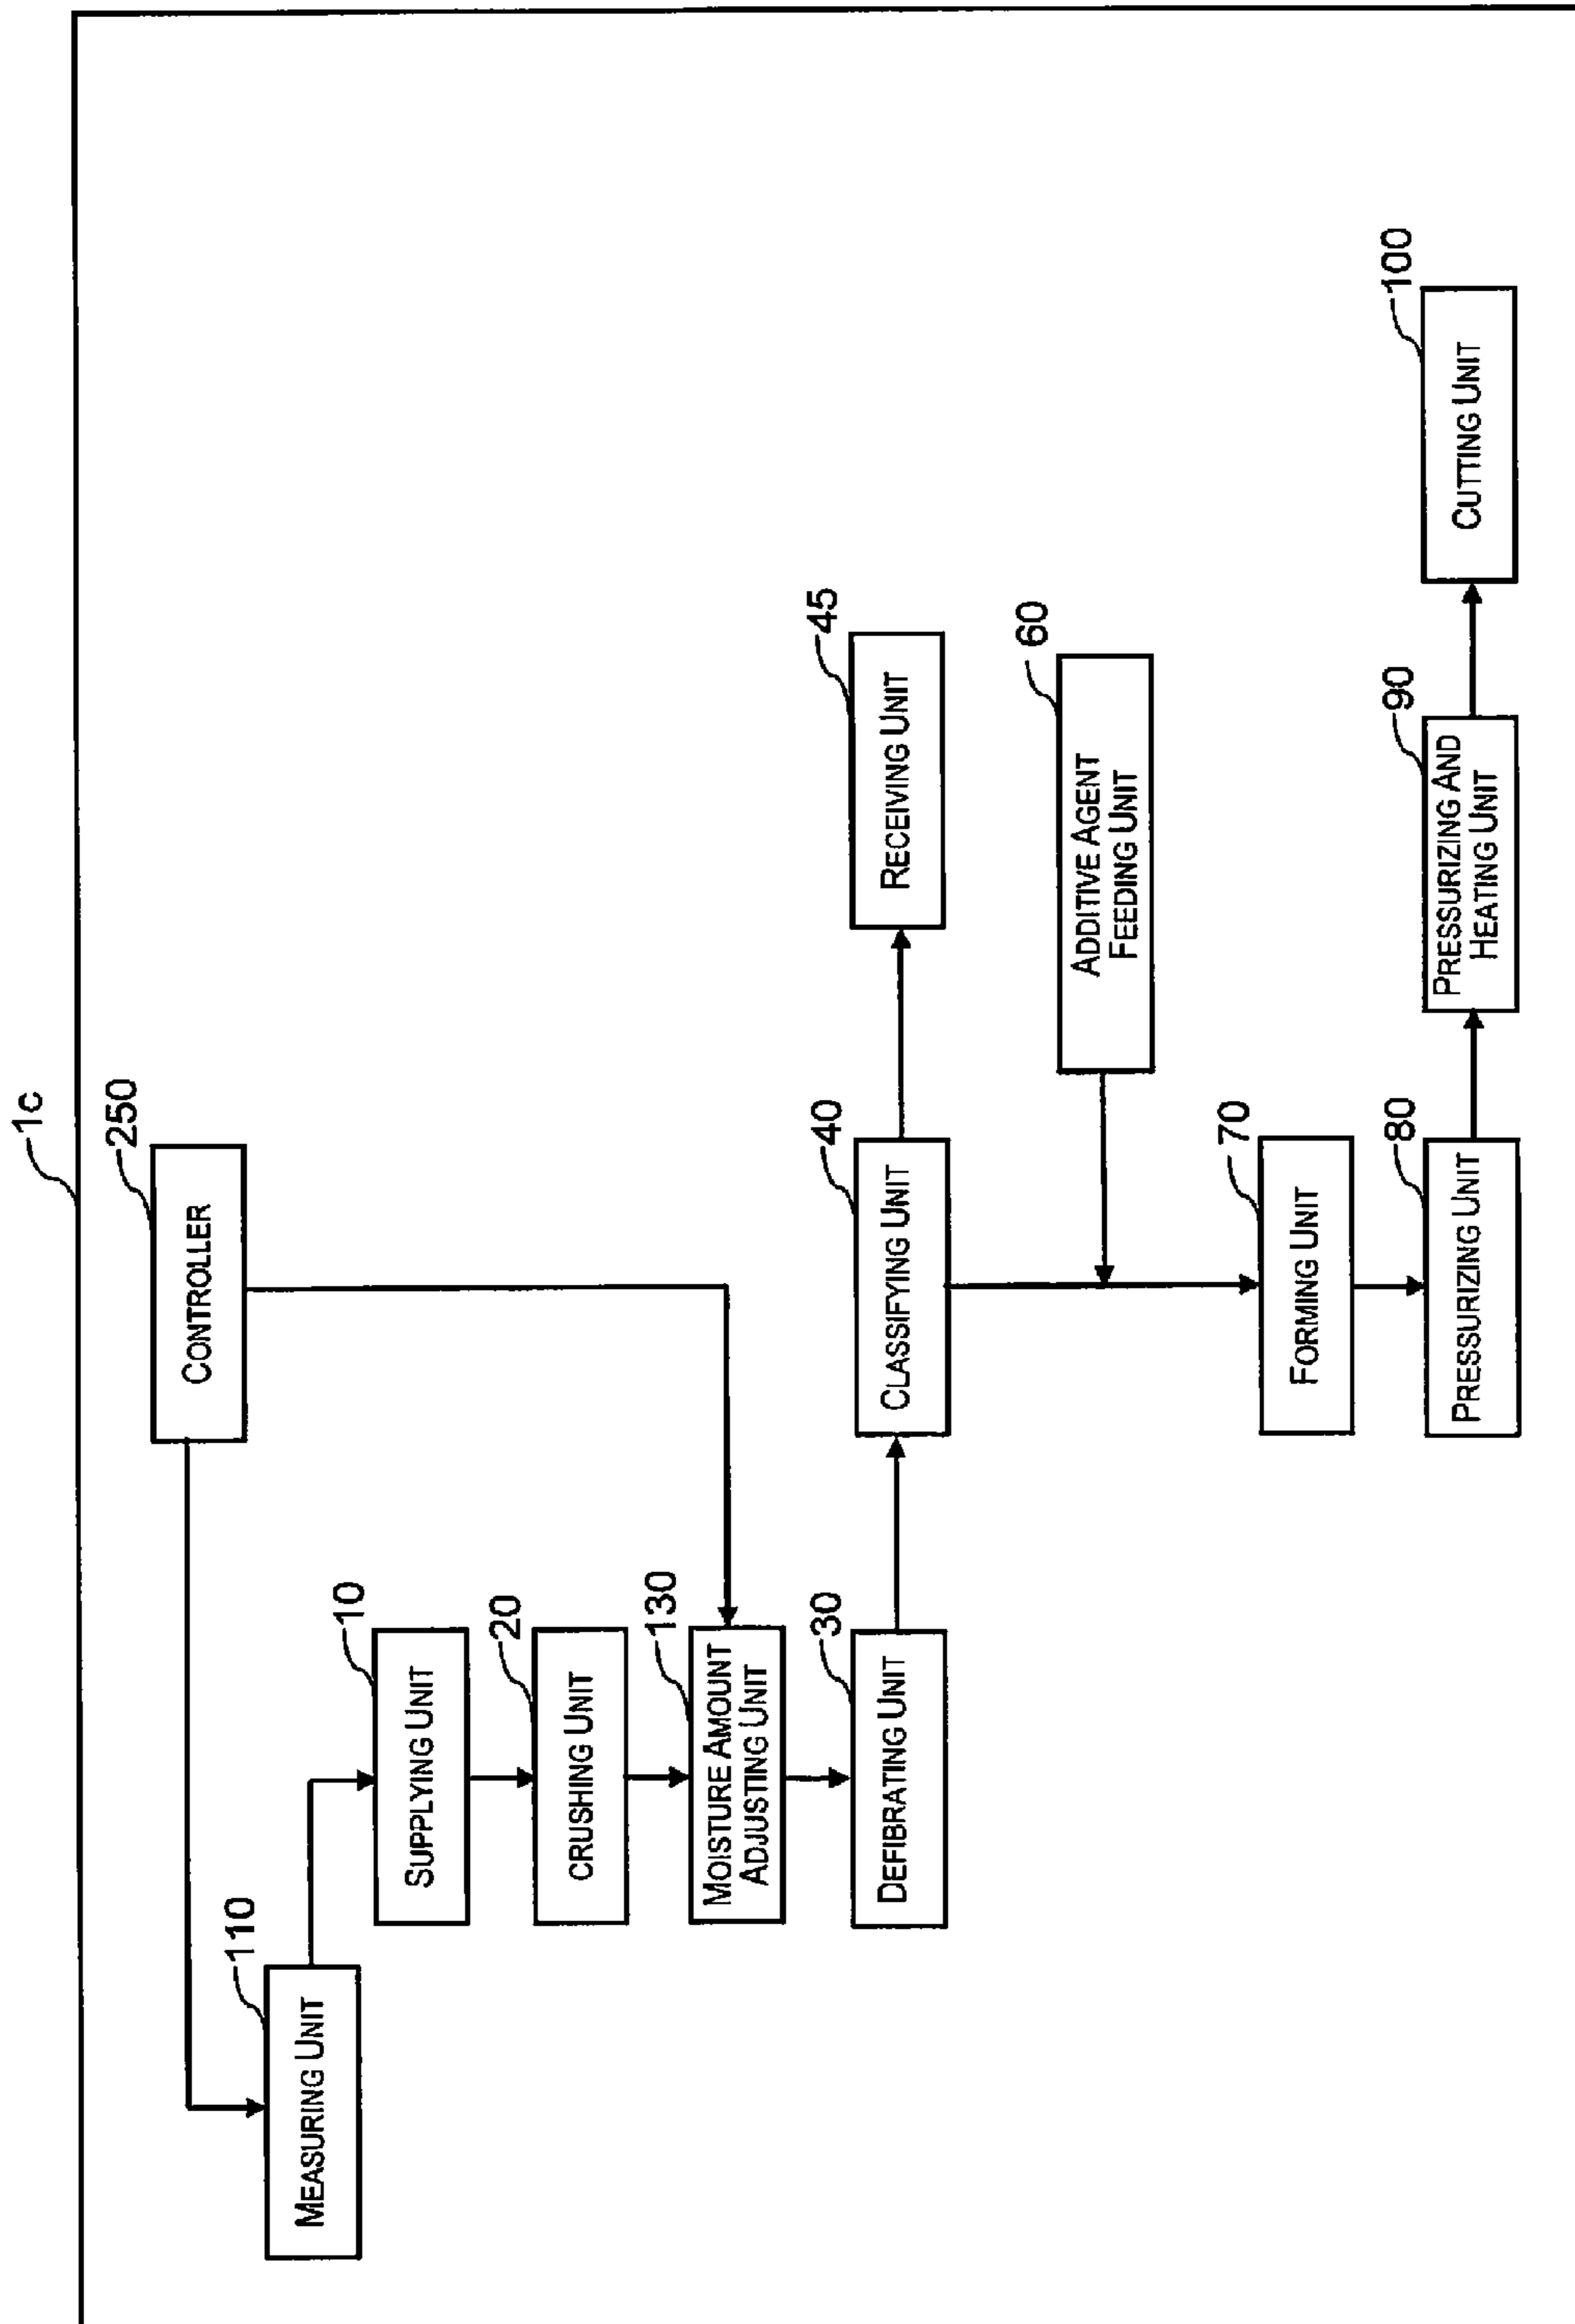 1c
250
CONTROLLER
110
MEASURING UNIT
10
SUPPLYING UNIT
20
CRUSHING UNIT
130
MOISTURE AMOUNT
ADJUSTING UNIT
30
DEFIBRATING UNIT
40
CLASSIFYING UNIT
45
RECEIVING UNIT
60
ADDITIVE AGENT
FEEDING UNIT
70
FORMING UNIT
80
PRESSURIZING UNIT
90
PRESSURIZING AND
HEATING UNIT
100
CUTTING UNIT